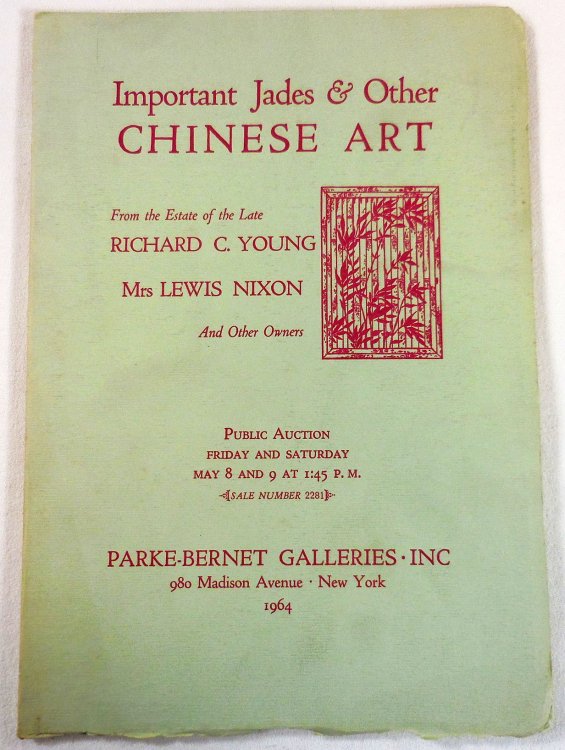 Important Jades & Other
CHINESE ART
From the Estate of the Late
RICHARD C. YOUNG
Mrs LEWIS NIXON
And Other Owners
PUBLIC AUCTION
FRIDAY AND SATURDAY
MAY 8 AND 9 AT 1:45 P. M.
[SALE NUMBER 2281]
PARKE-BERNET GALLERIES · INC
980 Madison Avenue · New York
1964